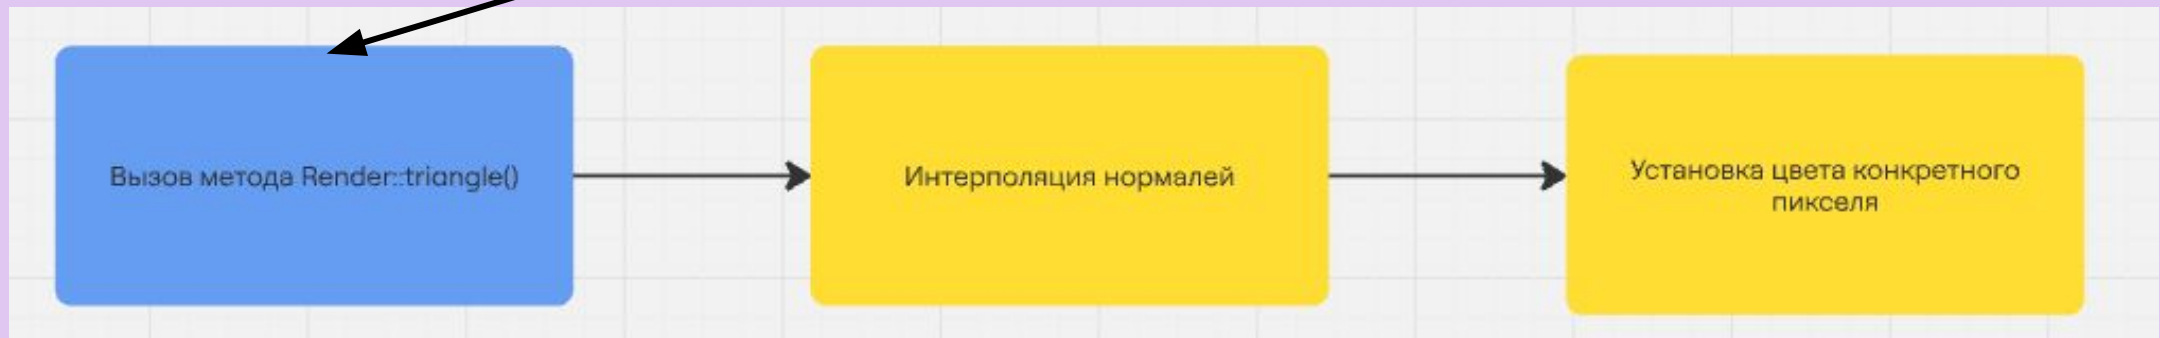 Вызов метода Render::triangle()
Интерполяция нормалей
Установка цвета конкретного
пикселя